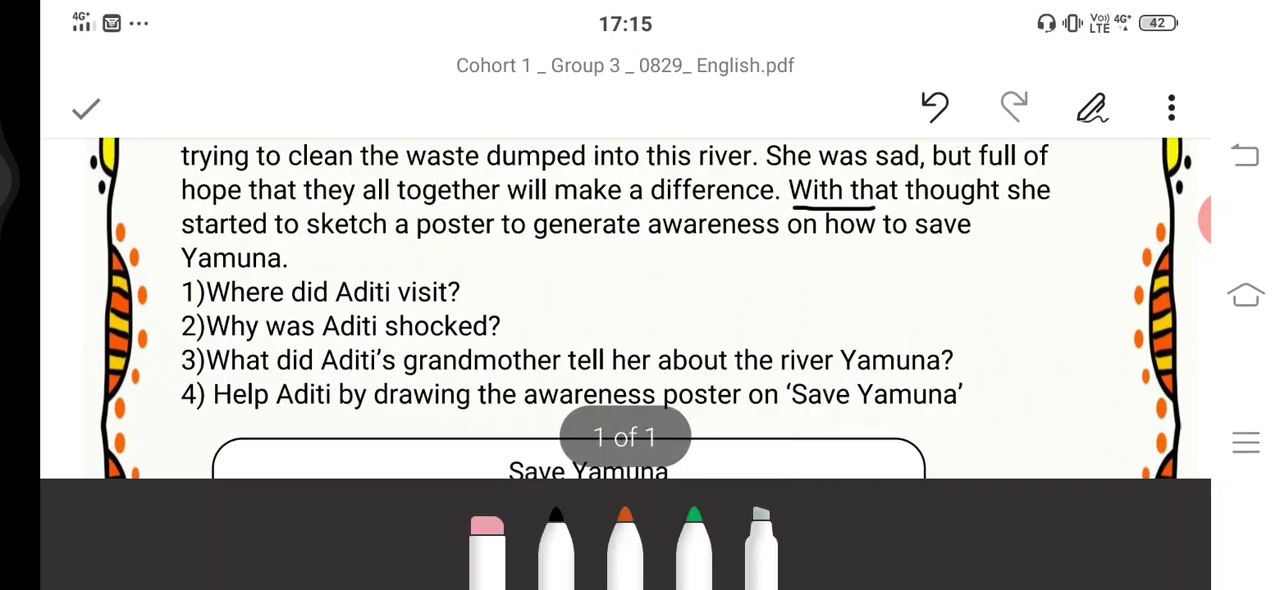 4G+ 17:15 Vo)) LTE 4G+ 42
Cohort 1 _ Group 3 _ 0829_ English.pdf
trying to clean the waste dumped into this river. She was sad, but full of
hope that they all together will make a difference. With that thought she
started to sketch a poster to generate awareness on how to save
Yamuna.
1)Where did Aditi visit?
2)Why was Aditi shocked?
3)What did Aditi's grandmother tell her about the river Yamuna?
4) Help Aditi by drawing the awareness poster on ‘Save Yamuna’
1 of 1
Save Yamuna